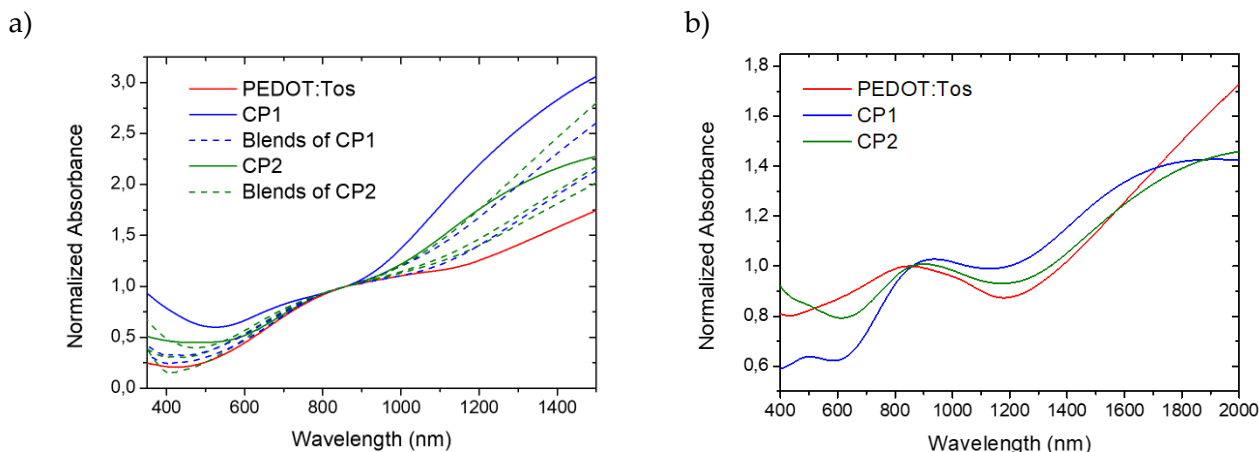 a)
3,0
2,5
2,0
1,5
1,0
0,5
0,0
Normalized Absorbance
PEDOT:Tos
CP1
Blends of CP1
CP2
Blends of CP2
400 600 800 1000 1200 1400
Wavelength (nm)
b)
1,8
1,6
1,4
1,2
1,0
0,8
0,6
Normalized Absorbance
PEDOT:Tos
CP1
CP2
400 600 800 1000 1200 1400 1600 1800 2000
Wavelength (nm)